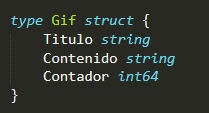 type Gif struct {
    Titulo string
    Contenido string
    Contador int64
}